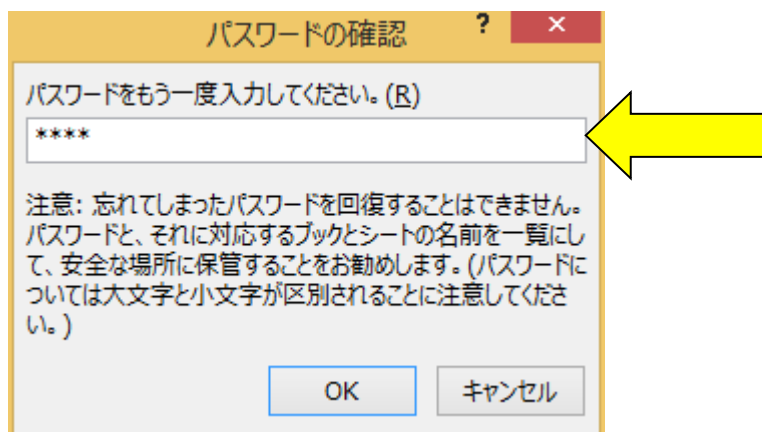 パスワードの確認 ? ×
パスワードをもう一度入力してください。(R)
****
注意: 忘れてしまったパスワードを回復することはできません。
パスワードと、それに対応するブックとシートの名前を一覧にし
て、安全な場所に保管することをお勧めします。(パスワードに
ついては大文字と小文字が区別されることに注意してくださ
い。)
OK キャンセル